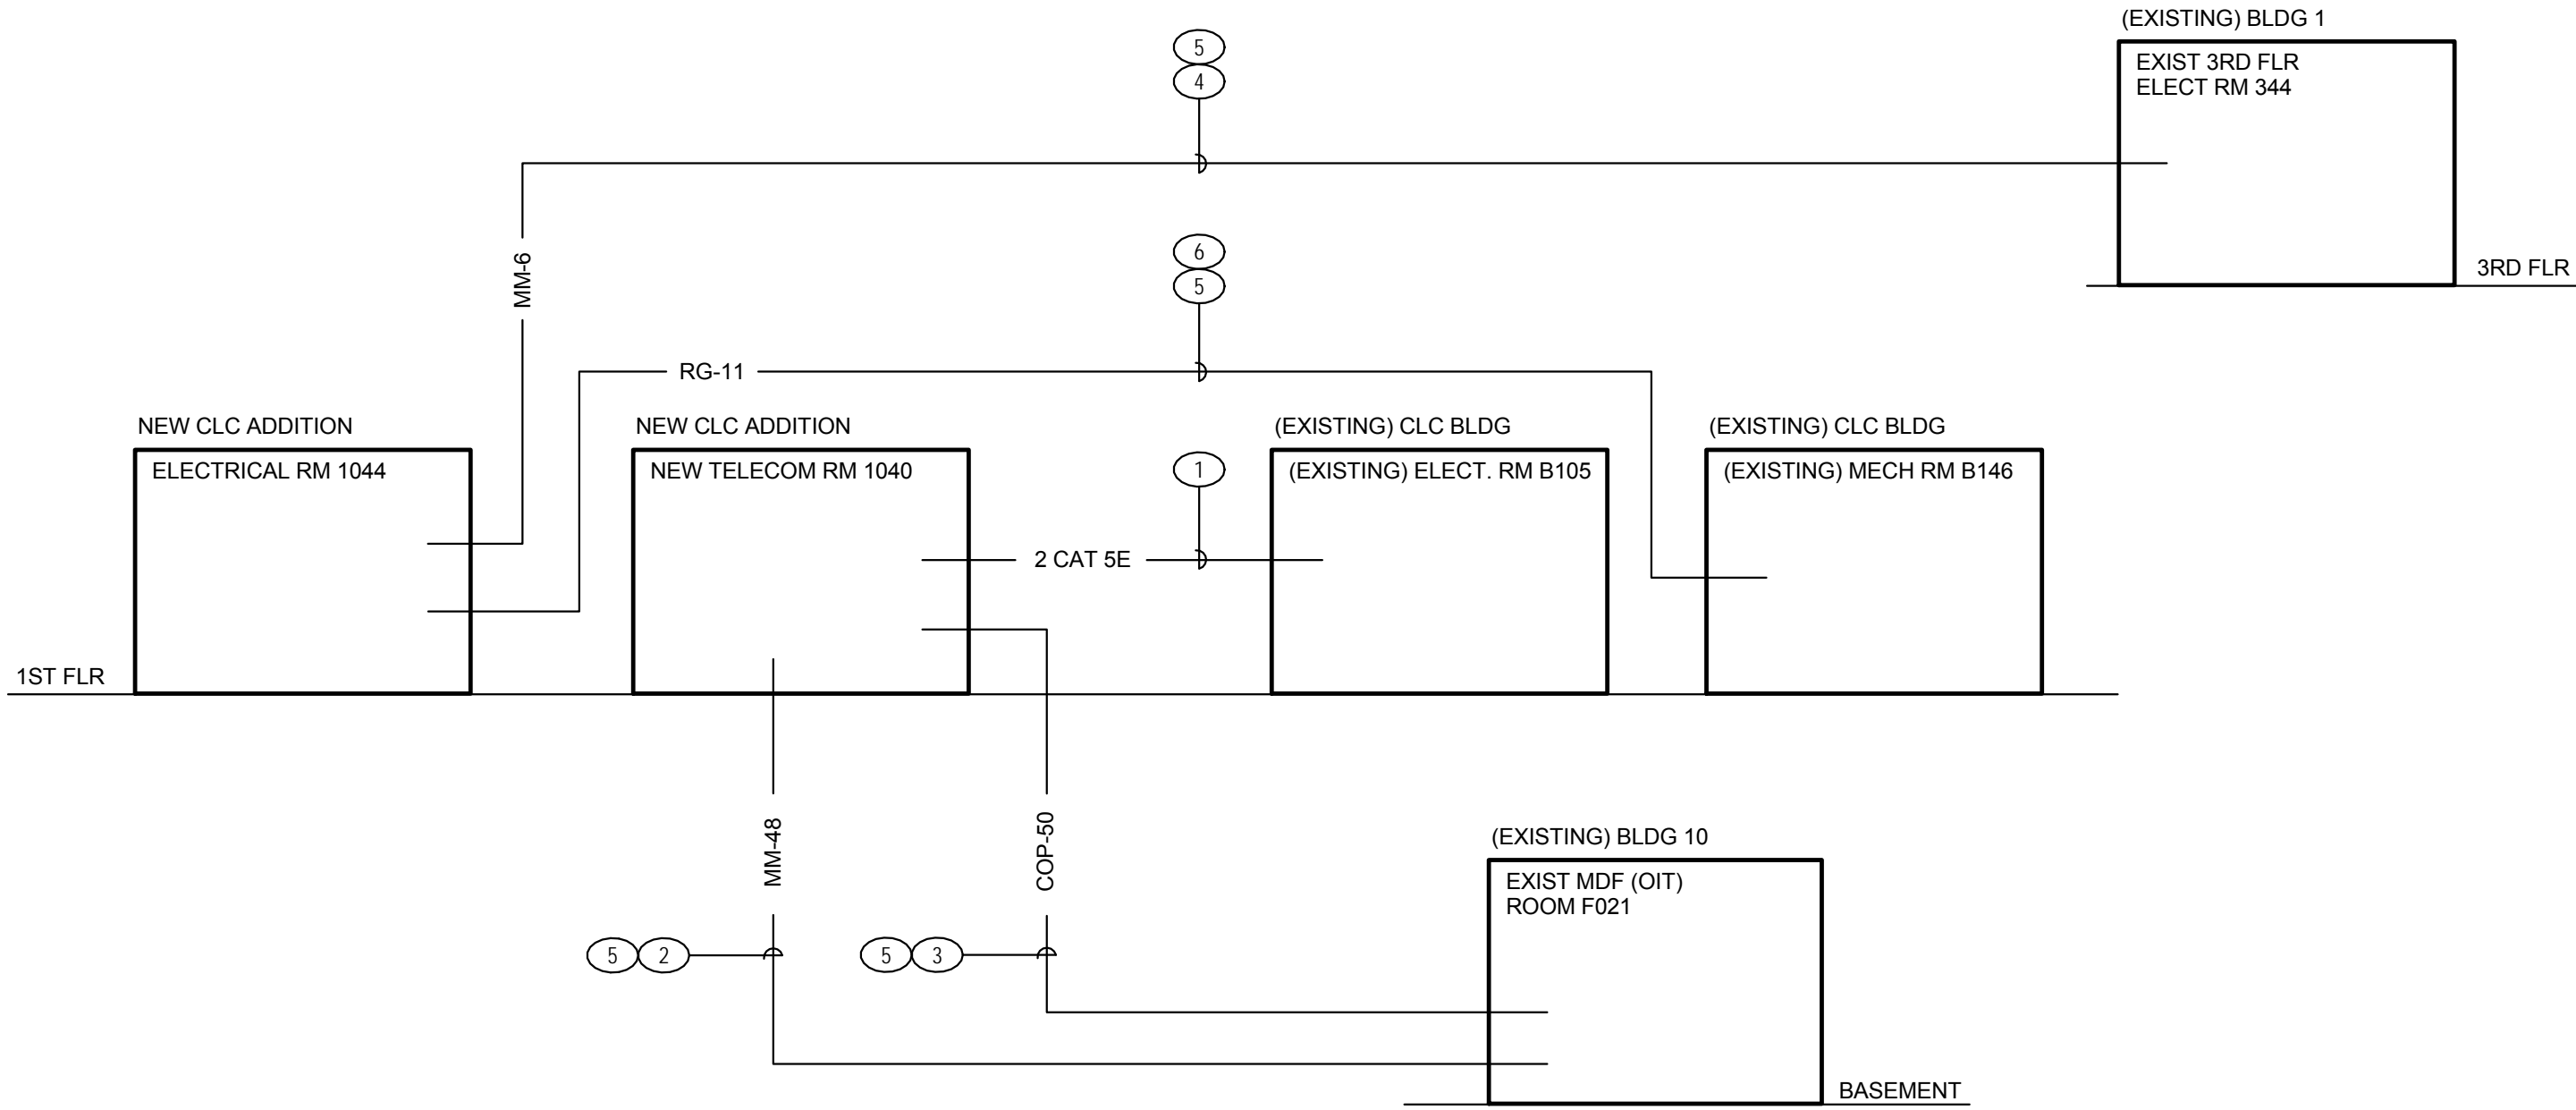 (EXISTING) BLDG 1
EXIST 3RD FLR
ELECT RM 344
5
4
3RD FLR
MM-6
6
5
RG-11
NEW CLC ADDITION
ELECTRICAL RM 1044
NEW CLC ADDITION
NEW TELECOM RM 1040
1
2 CAT 5E
(EXISTING) CLC BLDG
(EXISTING) ELECT. RM B105
(EXISTING) CLC BLDG
(EXISTING) MECH RM B146
1ST FLR
MM-48
COP-50
5 2
5 3
(EXISTING) BLDG 10
EXIST MDF (OIT)
ROOM F021
BASEMENT